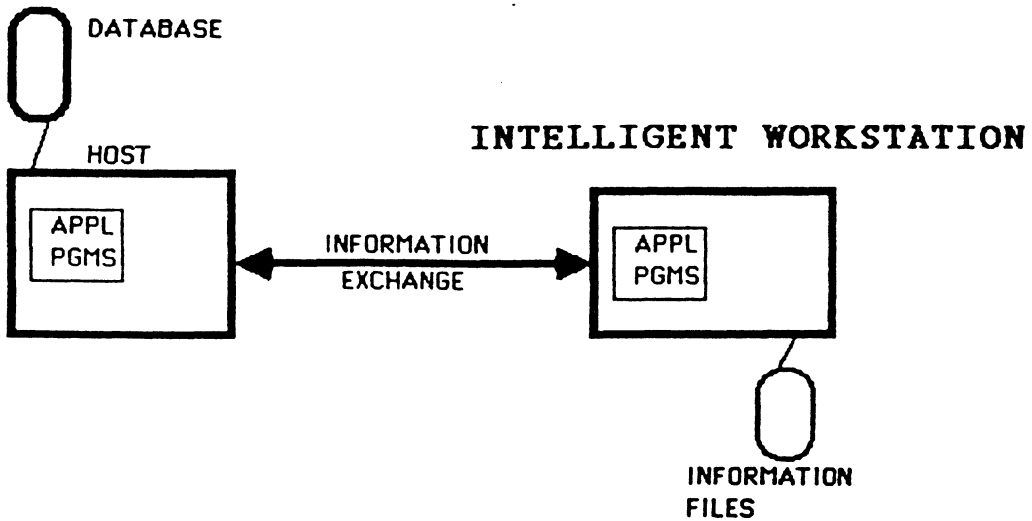 DATABASE
INTELLIGENT WORKSTATION
HOST
APPL
PGMS
INFORMATION
EXCHANGE
APPL
PGMS
INFORMATION
FILES